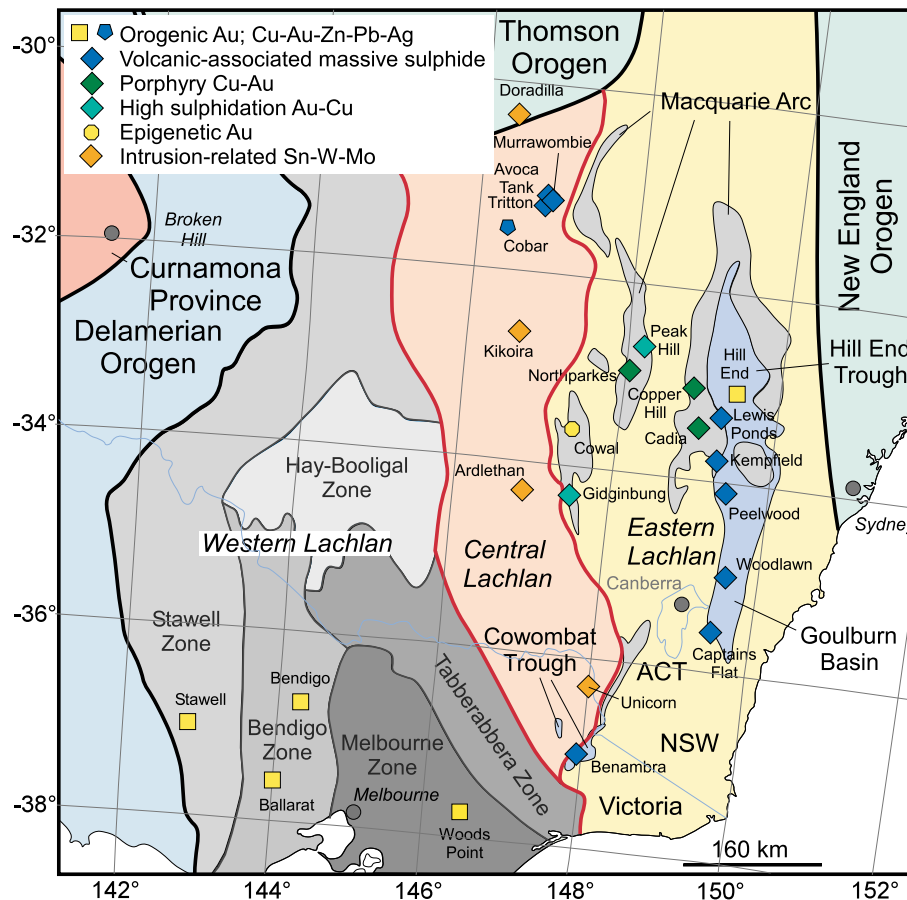 Orogenic Au; Cu-Au-Zn-Pb-Ag
Volcanic-associated massive sulphide
Porphyry Cu-Au
High sulphidation Au-Cu
Epigenetic Au
Intrusion-related Sn-W-Mo
-30°
-32°
-34°
-36°
-38°
Thomson
Orogen
Doradilla
Macquarie Arc
Murrawombie
Avoca
Tank
Tritton
Cobar
New England
Orogen
Broken
Hill
Curnamona
Province
Delamerian
Orogen
Kikoira
Peak
Hill
Northparkes
Copper
Hill
Hill
End
Hill End
Trough
Lewis
Ponds
Cadia
Cowal
Kempfield
Hay-Booligal
Zone
Ardlethan
Gidginbung
Peelwood
Sydney
Western Lachlan
Central
Lachlan
Eastern
Lachlan
Woodlawn
Canberra
Stawell
Zone
Cowombat
Trough
Captains
Flat
Goulburn
Basin
ACT
Tabberabbera Zone
Unicorn
Stawell
Bendigo
Bendigo
Zone
Melbourne
Zone
NSW
Benambra
Melbourne
Ballarat
Victoria
Woods
Point
160 km
142°
144°
146°
148°
150°
152°